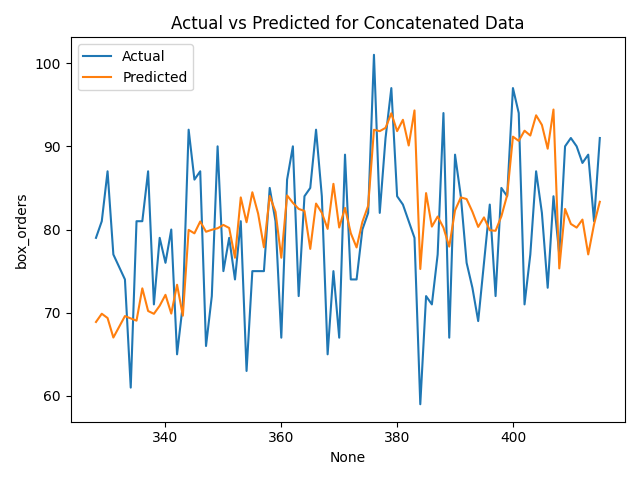 Actual vs Predicted for Concatenated Data
Actual
Predicted
box_orders
100
90
80
70
60
340
360
380
400
None